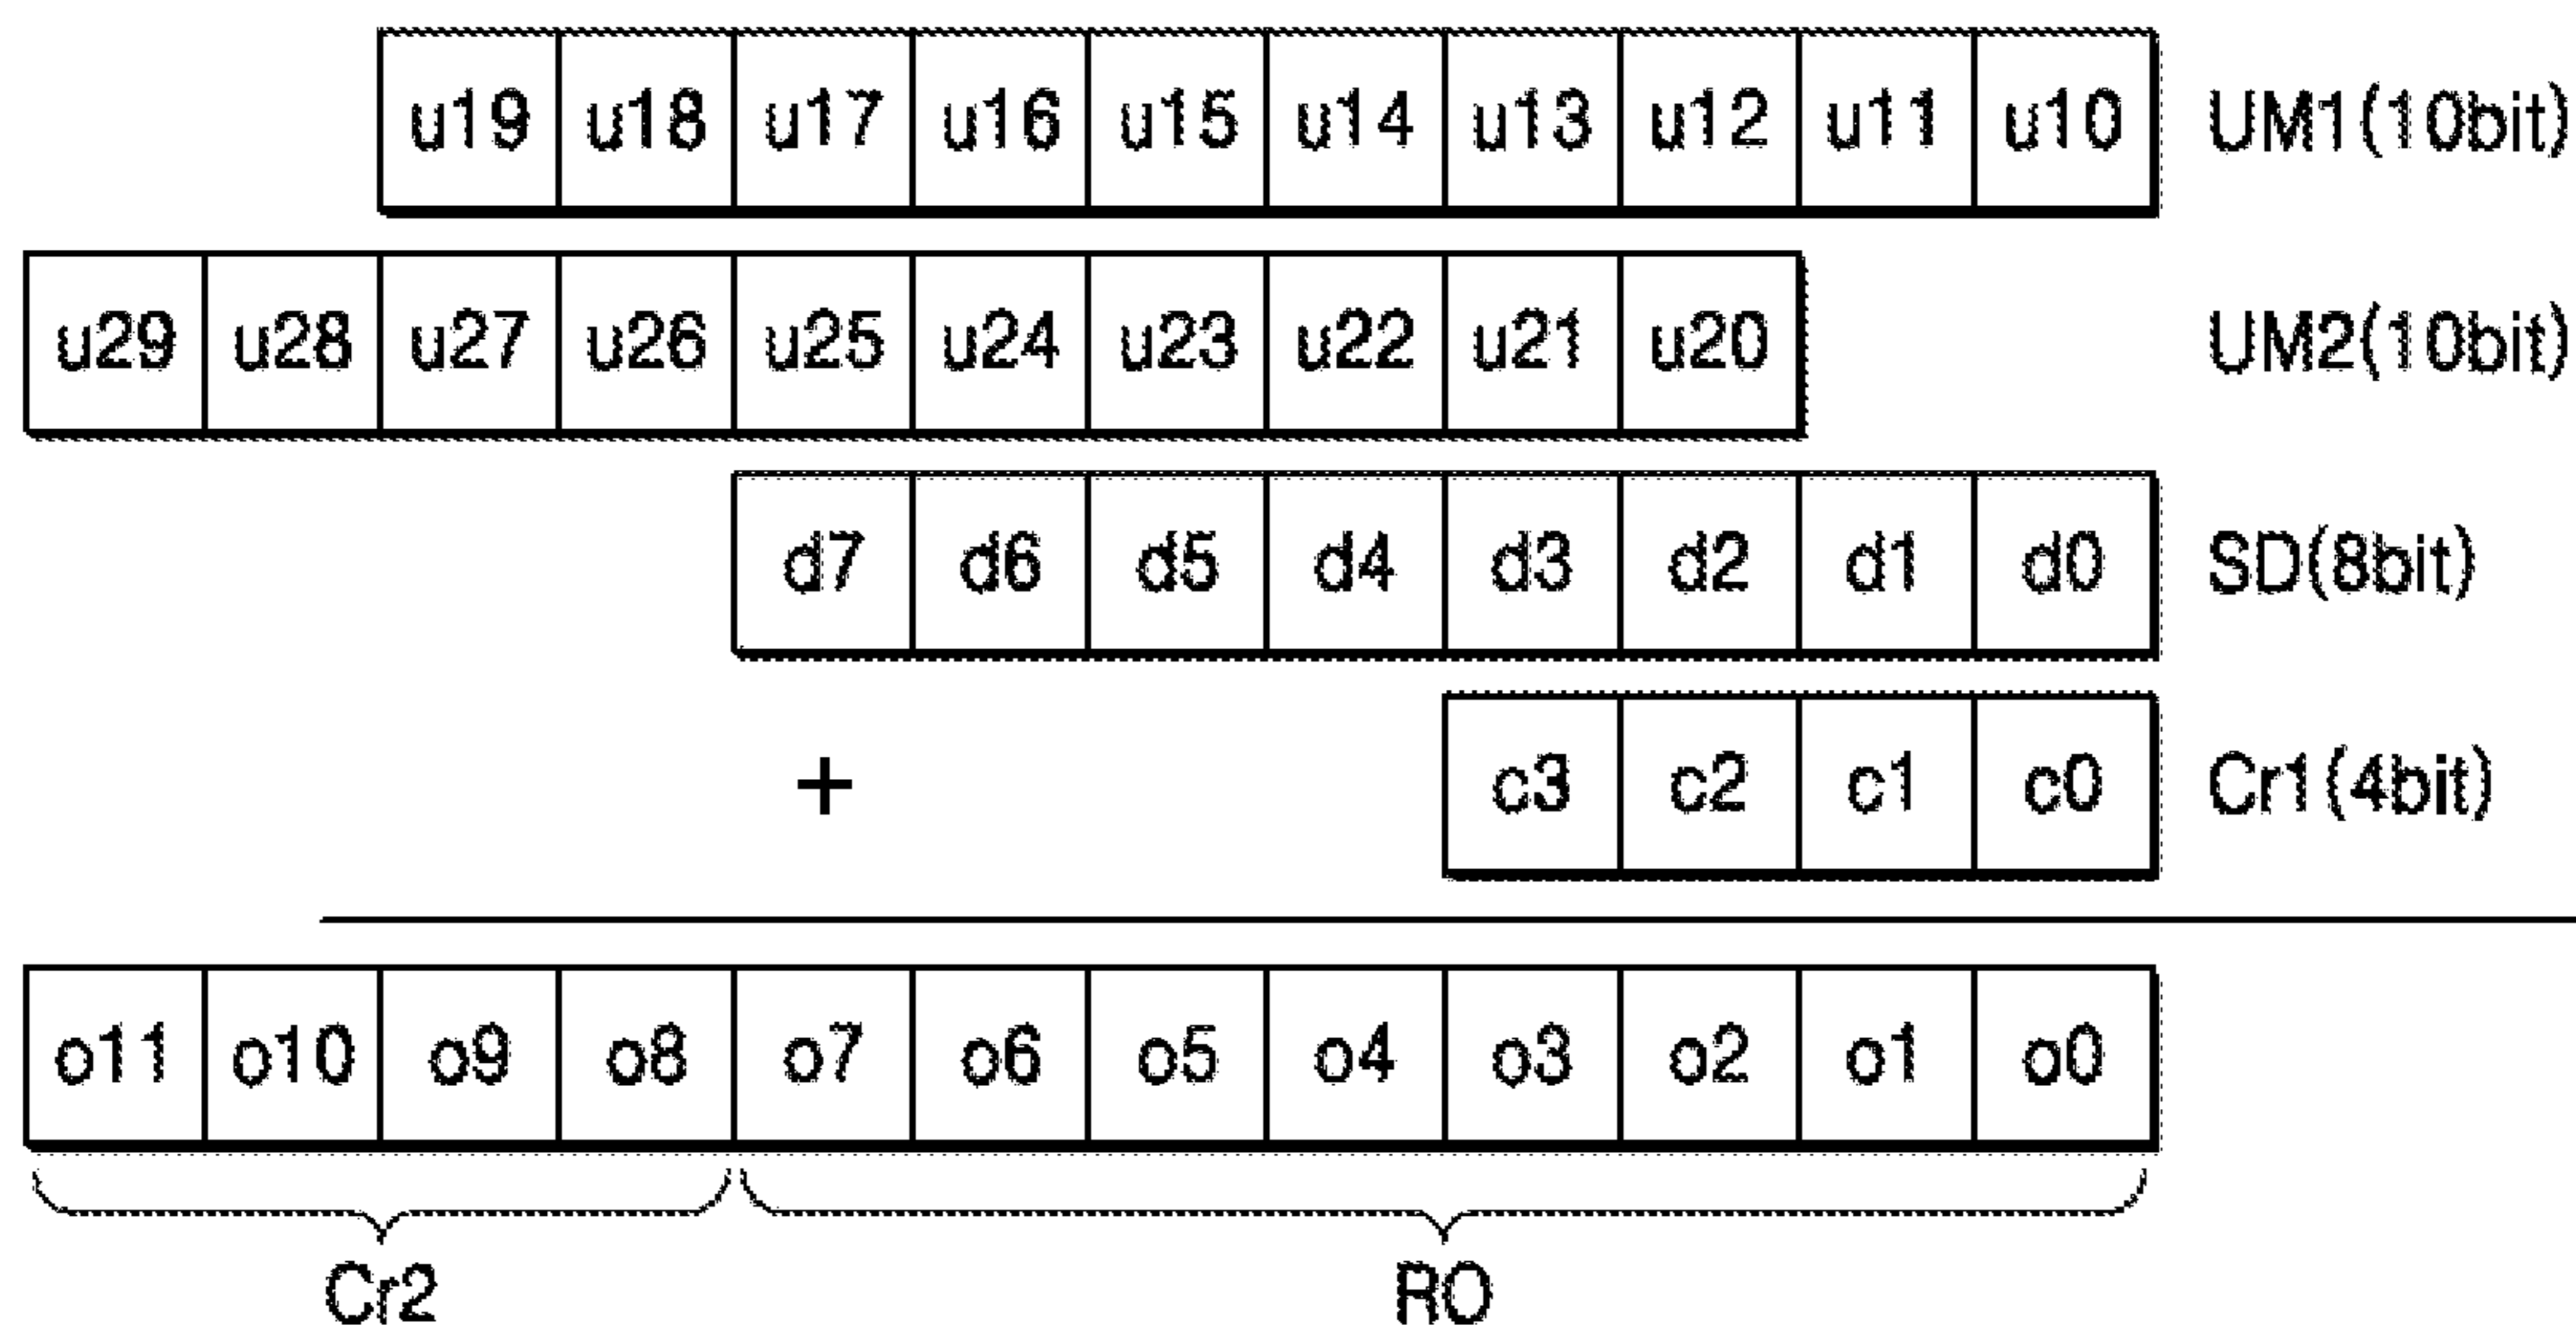 u19 u18 u17 u16 u15 u14 u13 u12 u11 u10 UM1(10bit)
u29 u28 u27 u26 u25 u24 u23 u22 u21 u20 UM2(10bit)
d7 d6 d5 d4 d3 d2 d1 d0 SD(8bit)
+ c3 c2 c1 c0 Cr1(4bit)
o11 o10 o9 o8 o7 o6 o5 o4 o3 o2 o1 o0
Cr2 RO